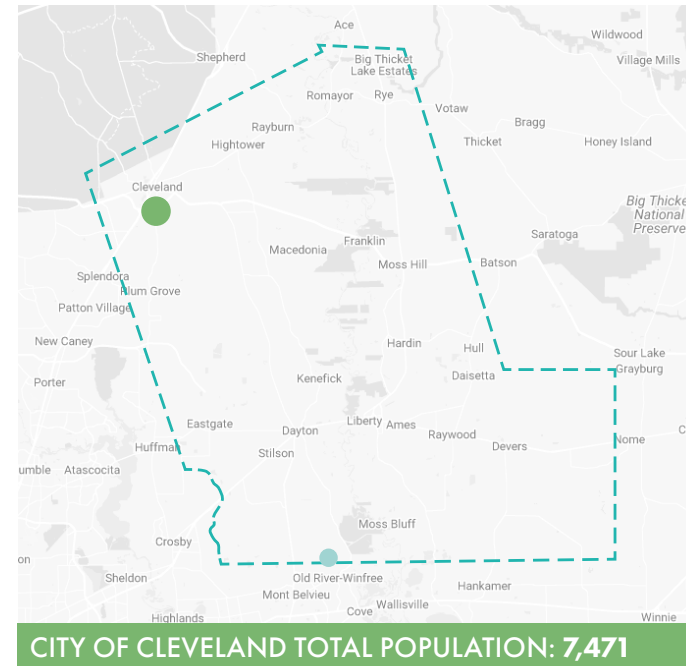 Ace
Wildwood
Shepherd
Big Thicket
Lake Estates
Village Mills
Romayor
Rye
Votaw
Bragg
Rayburn
Hightower
Thicket
Honey Island
Cleveland
Big Thicke
National
Preserve
Saratoga
Franklin
Macedonia
Moss Hill
Batson
Splendora
Plum Grove
Patton Village
New Caney
Hardin
Hull
Sour Lake
Grayburg
Porter
Kenefick
Daisetta
Eastgate
Liberty
Ames
Dayton
Raywood
Nome
C
Huffman
Stilson
Devers
umble
Atascocita
Moss Bluff
Crosby
on
Sheldon
Old River-Winfree
Hankamer
Mont Belvieu
Wallisville
Cove
Highlands
Winnie
CITY OF CLEVELAND TOTAL POPULATION: 7,471